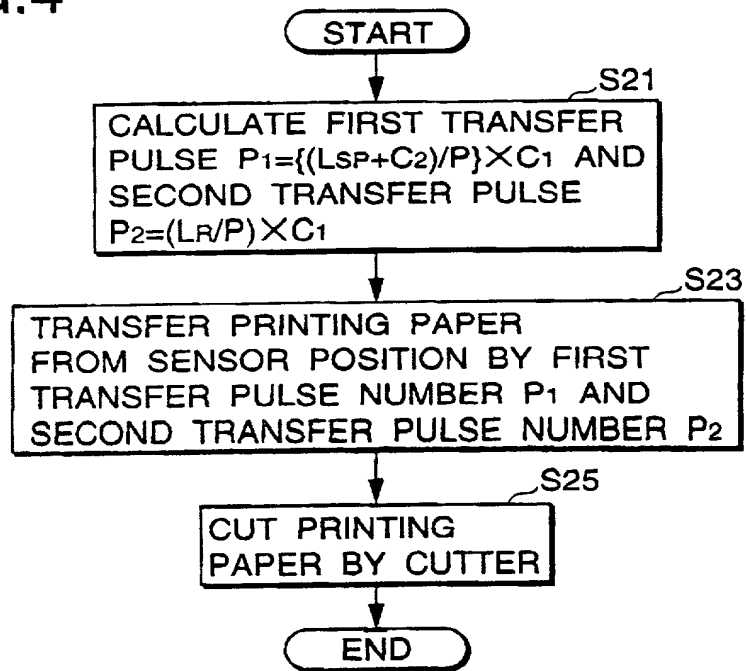 START
S21
CALCULATE FIRST TRANSFER
PULSE P1={(LSP+C2)/P}×C1 AND
SECOND TRANSFER PULSE
P2=(LR/P)×C1
S23
TRANSFER PRINTING PAPER
FROM SENSOR POSITION BY FIRST
TRANSFER PULSE NUMBER P1 AND
SECOND TRANSFER PULSE NUMBER P2
S25
CUT PRINTING
PAPER BY CUTTER
END